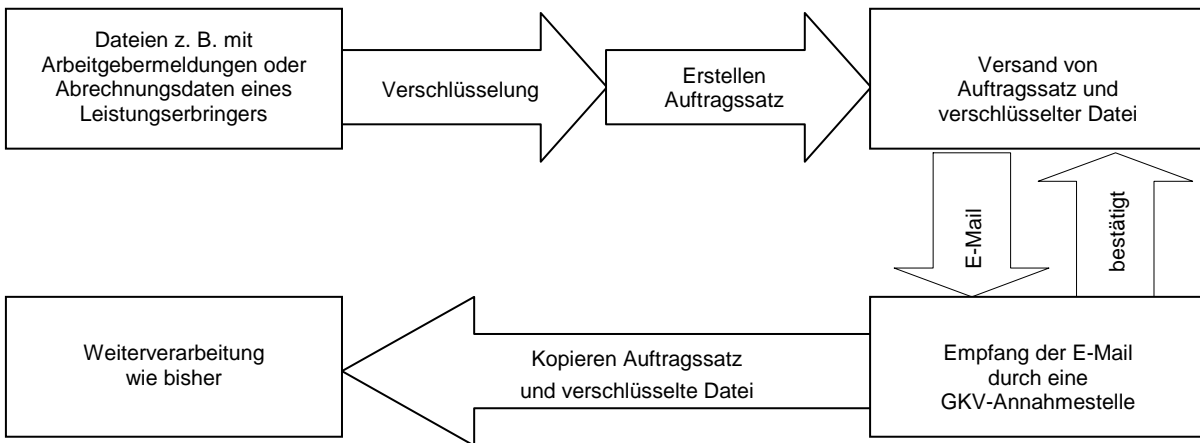 Dateien z. B. mit
Arbeitgebermeldungen oder
Abrechnungsdaten eines
Leistungserbringers
Verschlüsselung
Erstellen
Auftragssatz
Versand von
Auftragssatz und
verschlüsselter Datei
E-Mail
bestätigt
Empfang der E-Mail
durch eine
GKV-Annahmestelle
Kopieren Auftragssatz
und verschlüsselte Datei
Weiterverarbeitung
wie bisher